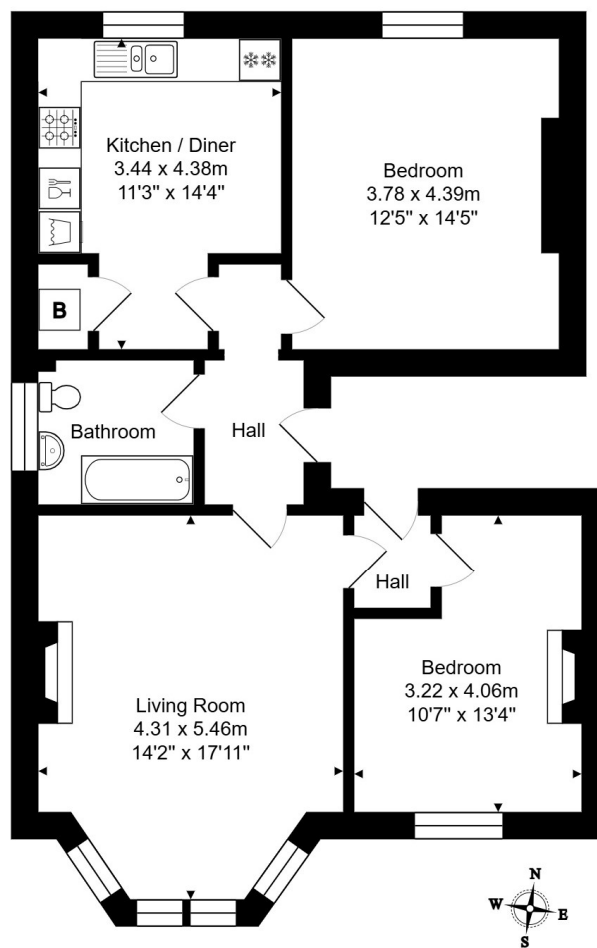 Kitchen / Diner
3.44 x 4.38m
11'3" x 14'4"
Bedroom
3.78 x 4.39m
12'5" x 14'5"
B
Bathroom
Hall
Hall
Living Room
4.31 x 5.46m
14'2" x 17'11"
Bedroom
3.22 x 4.06m
10'7" x 13'4"
N
W
E
S